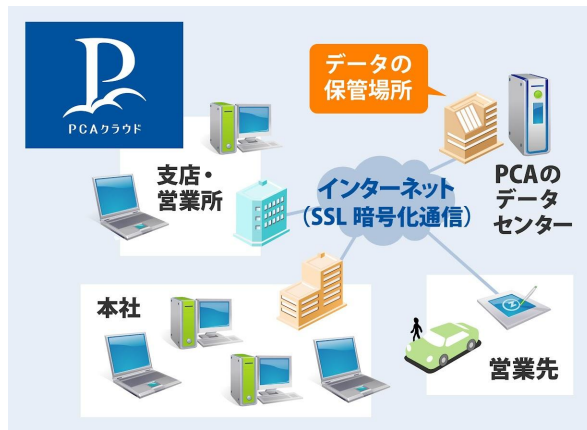 PCAクラウド
データの
保管場所
支店・
営業所
インターネット
(SSL 暗号化通信)
PCAの
データ
センター
本社
営業先